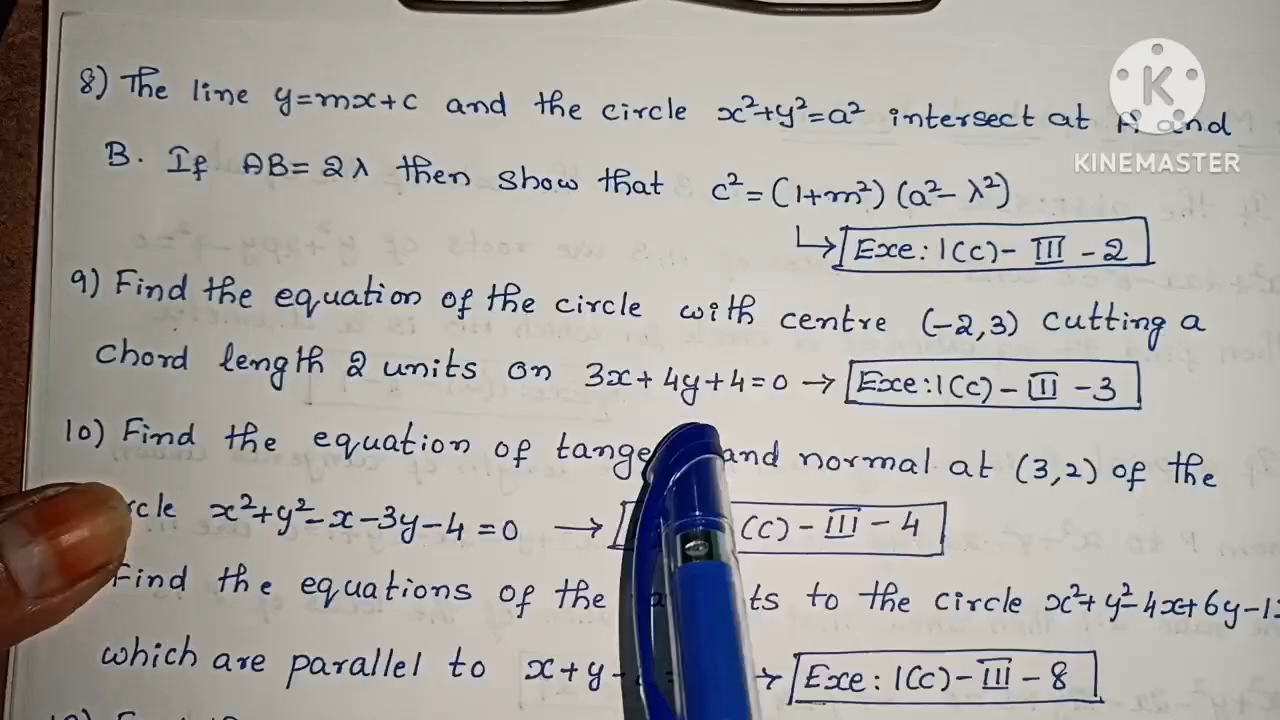 8) The line y=mx+c and the circle x²+y²=a² intersect at A and
B. If AB=2λ then show that c²=(1+m²)(a²-λ²)
↳ Exe:1(c)-III-2
9) Find the equation of the circle with centre (-2,3) cutting a
chord length 2 units on 3x+4y+4=0 → Exe:1(c)-III-3
10) Find the equation of and normal at (3,2) of the
x²+y²-x-3y-4=0 → (c)-III-4
Find the equations of the to the circle x²+y²-4x+6y-1
which are parallel to x+y- → Exe:1(c)-III-8
K
KINEMASTER